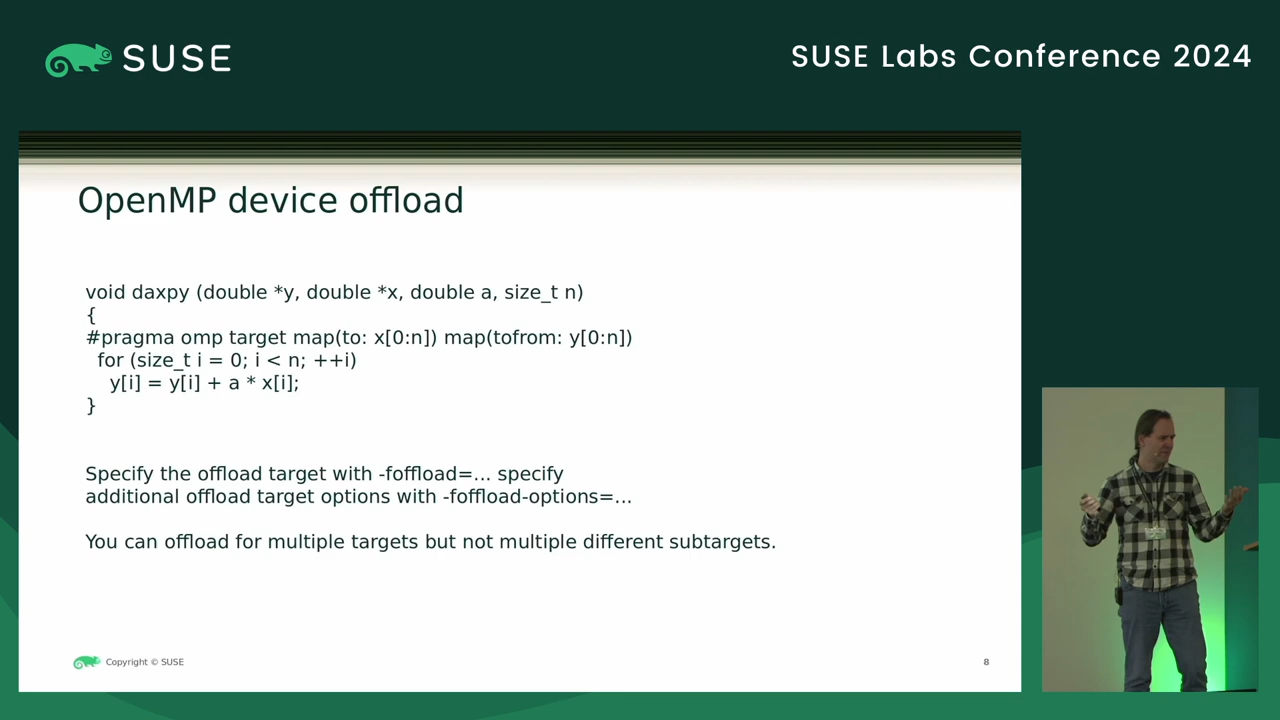 SUSE
SUSE Labs Conference 2024
OpenMP device offload
void daxpy (double *y, double *x, double a, size_t n)
{
#pragma omp target map(to: x[0:n]) map(tofrom: y[0:n])
for (size_t i = 0; i < n; ++i)
y[i] = y[i] + a * x[i];
}
Specify the offload target with -foffload=... specify
additional offload target options with -foffload-options=...
You can offload for multiple targets but not multiple different subtargets.
Copyright © SUSE
8